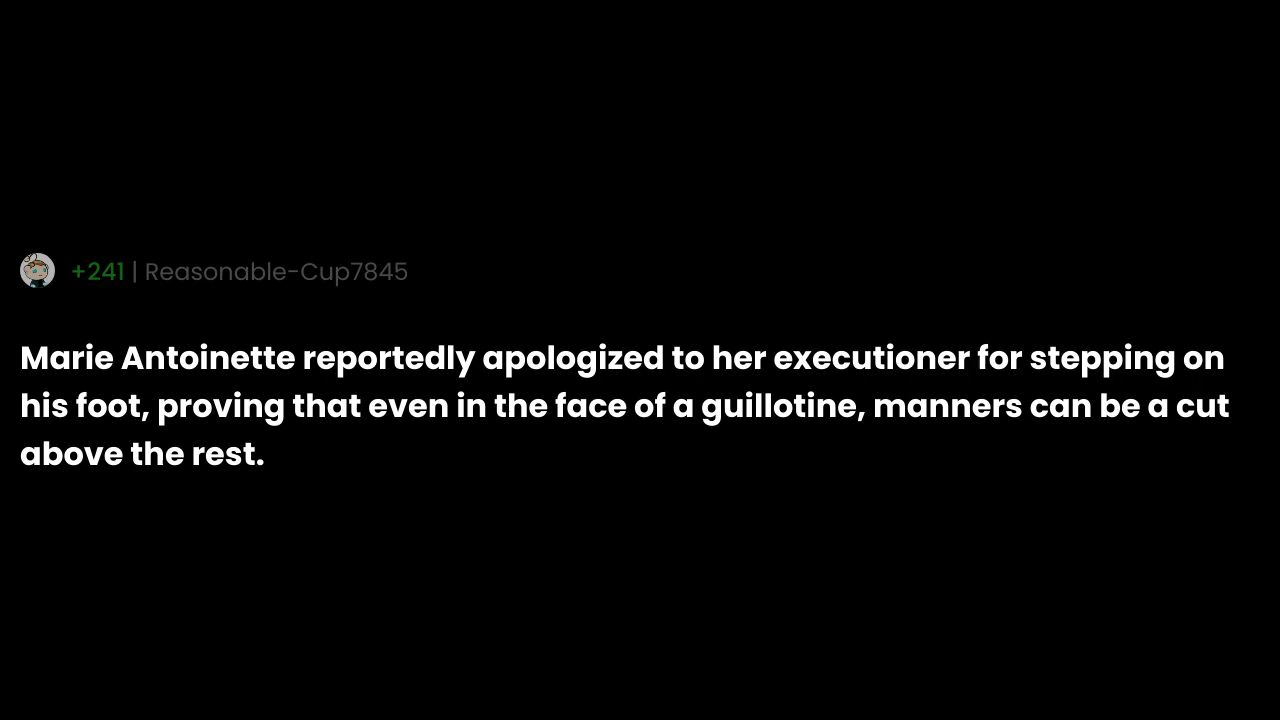 +241 | Reasonable-Cup7845
Marie Antoinette reportedly apologized to her executioner for stepping on
his foot, proving that even in the face of a guillotine, manners can be a cut
above the rest.